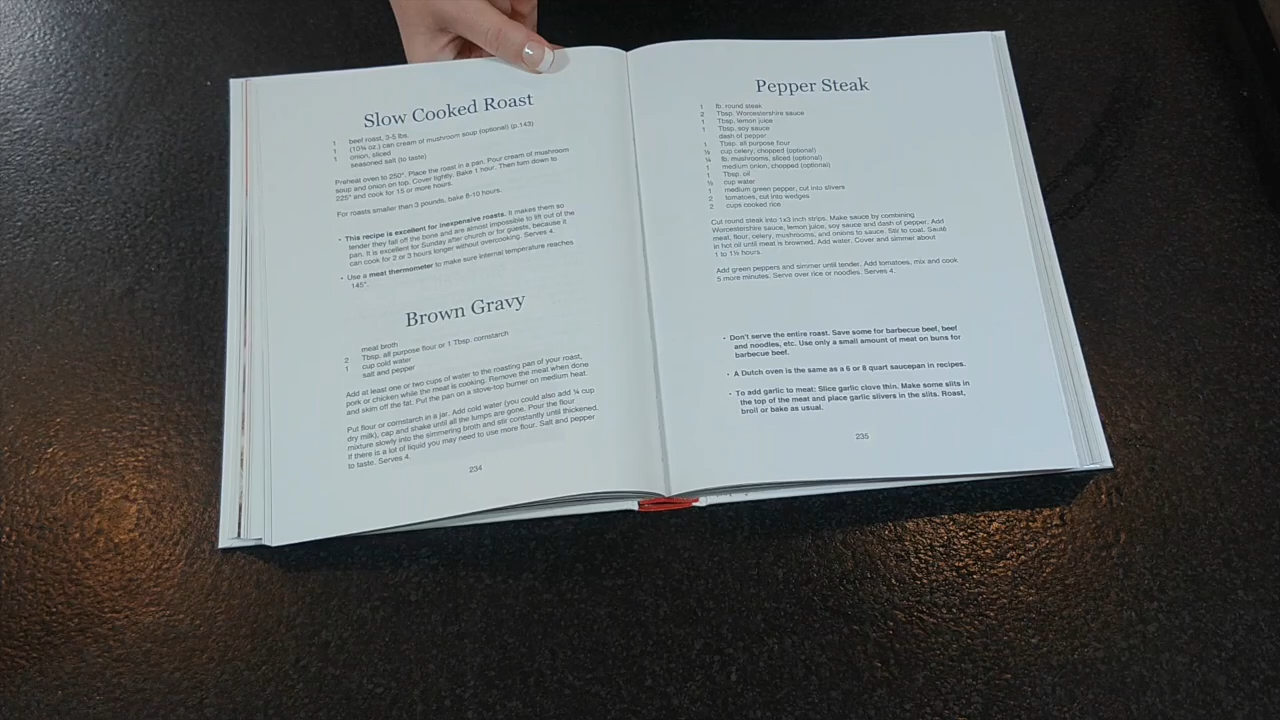 Slow Cooked Roast
1 beef roast, 3-5 lbs.
1 (10¾ oz.) can cream of mushroom soup (optional) (p.143)
1 onion, sliced
seasoned salt (to taste)
Preheat oven to 250°. Place the roast in a pan. Pour cream of mushroom
soup and onion on top. Cover tightly. Bake 1 hour. Then turn down to
225° and cook for 15 or more hours.
For roasts smaller than 3 pounds, bake 6-10 hours.
• This recipe is excellent for inexpensive roasts. It makes them so
tender they fall off the bone and are almost impossible to lift out of the
pan. It is excellent for Sunday after church or for guests, because it
can cook for 2 or 3 hours longer without overcooking. Serves 4.
• Use a meat thermometer to make sure internal temperature reaches
145°.
Brown Gravy
meat broth
2 Tbsp. all purpose flour or 1 Tbsp. cornstarch
1 cup cold water
salt and pepper
Add at least one or two cups of water to the roasting pan of your roast,
pork or chicken while the meat is cooking. Remove the meat when done
and skim off the fat. Put the pan on a stove-top burner on medium heat.
Put flour or cornstarch in a jar. Add cold water (you could also add ¼ cup
dry milk), cap and shake until all the lumps are gone. Pour the flour
mixture slowly into the simmering broth and stir constantly until thickened.
If there is a lot of liquid you may need to use more flour. Salt and pepper
to taste. Serves 4.
234
Pepper Steak
1 lb. round steak
2 Tbsp. Worcestershire sauce
1 Tbsp. lemon juice
1 Tbsp. soy sauce
dash of pepper
1 Tbsp. all purpose flour
½ cup celery, chopped (optional)
¼ lb. mushrooms, sliced (optional)
1 medium onion, chopped (optional)
1 Tbsp. oil
½ cup water
1 medium green pepper, cut into slivers
2 tomatoes, cut into wedges
2 cups cooked rice
Cut round steak into 1x3 inch strips. Make sauce by combining
Worcestershire sauce, lemon juice, soy sauce and dash of pepper. Add
meat, flour, celery, mushrooms, and onions to sauce. Stir to coat. Sauté
in hot oil until meat is browned. Add water. Cover and simmer about
1 to 1½ hours.
Add green peppers and simmer until tender. Add tomatoes, mix and cook
5 more minutes. Serve over rice or noodles. Serves 4.
• Don't serve the entire roast. Save some for barbecue beef, beef
and noodles, etc. Use only a small amount of meat on buns for
barbecue beef.
• A Dutch oven is the same as a 6 or 8 quart saucepan in recipes.
• To add garlic to meat: Slice garlic clove thin. Make some slits in
the top of the meat and place garlic slivers in the slits. Roast,
broil or bake as usual.
235